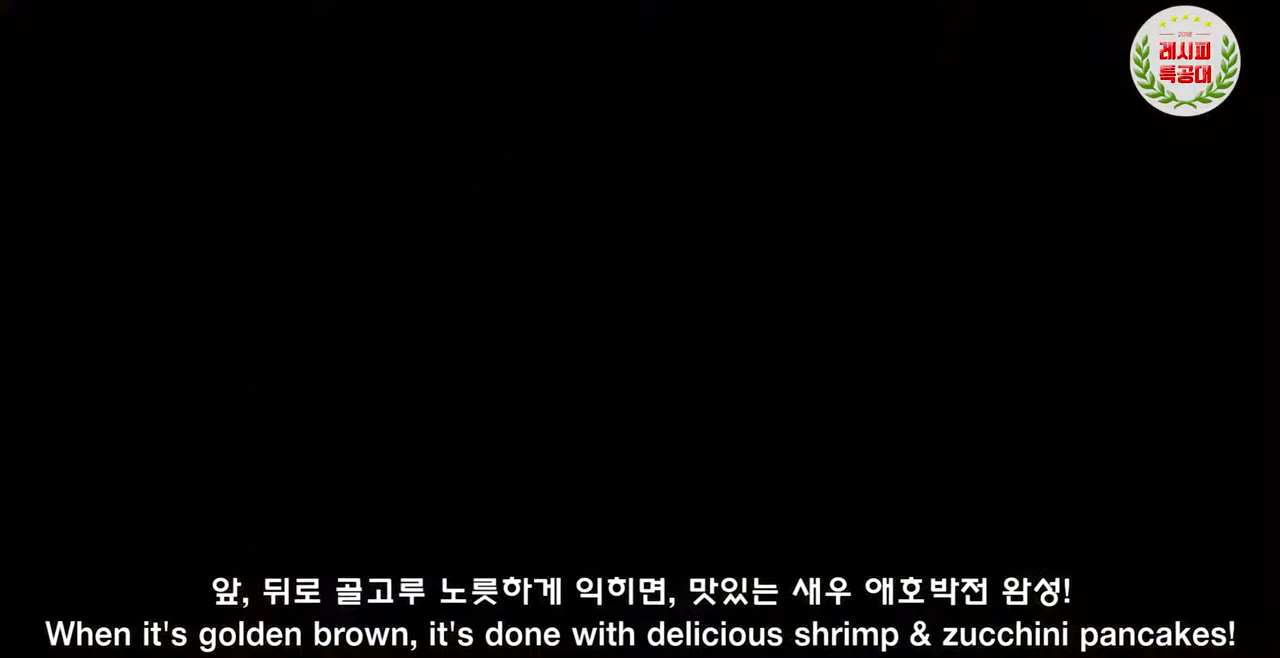 2018
레시피
특공대
앞, 뒤로 골고루 노릇하게 익히면, 맛있는 새우 애호박전 완성!
When it's golden brown, it's done with delicious shrimp & zucchini pancakes!